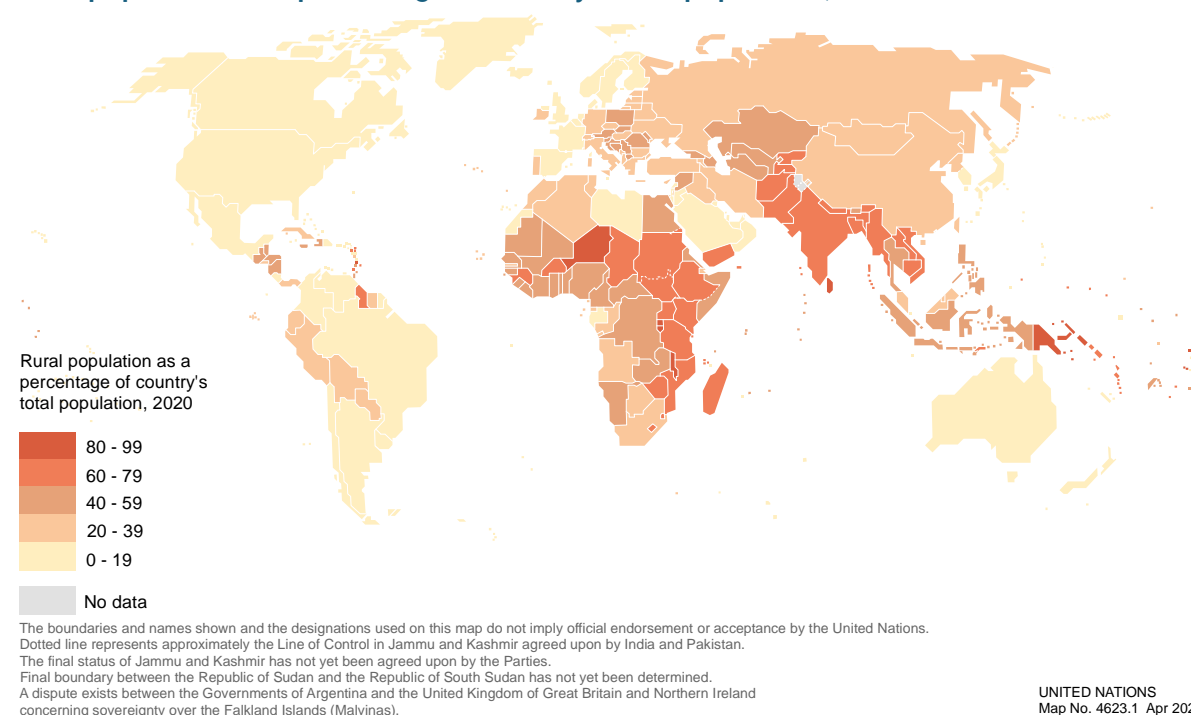 Rural population as a
percentage of country's
total population, 2020
80 - 99
60 - 79
40 - 59
20 - 39
0 - 19
No data
The boundaries and names shown and the designations used on this map do not imply official endorsement or acceptance by the United Nations.
Dotted line represents approximately the Line of Control in Jammu and Kashmir agreed upon by India and Pakistan.
The final status of Jammu and Kashmir has not yet been agreed upon by the Parties.
Final boundary between the Republic of Sudan and the Republic of South Sudan has not yet been determined.
A dispute exists between the Governments of Argentina and the United Kingdom of Great Britain and Northern Ireland
concerning sovereignty over the Falkland Islands (Malvinas).
UNITED NATIONS
Map No. 4623.1 Apr 202